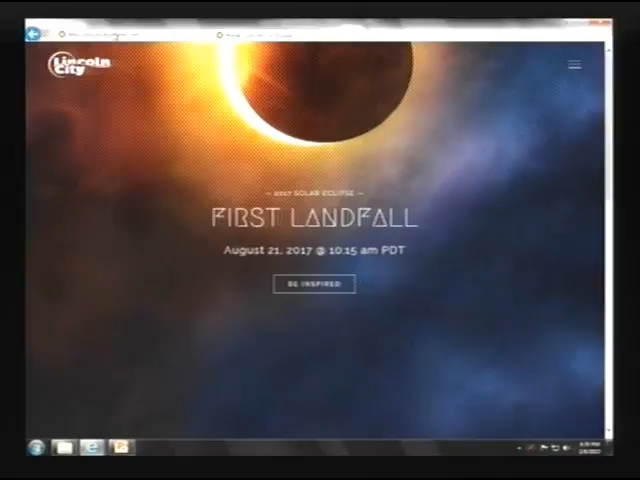 Lincoln
City
— 2017 SOLAR ECLIPSE —
FIRST LANDFALL
August 21, 2017 @ 10:15 am PDT
BE INSPIRED